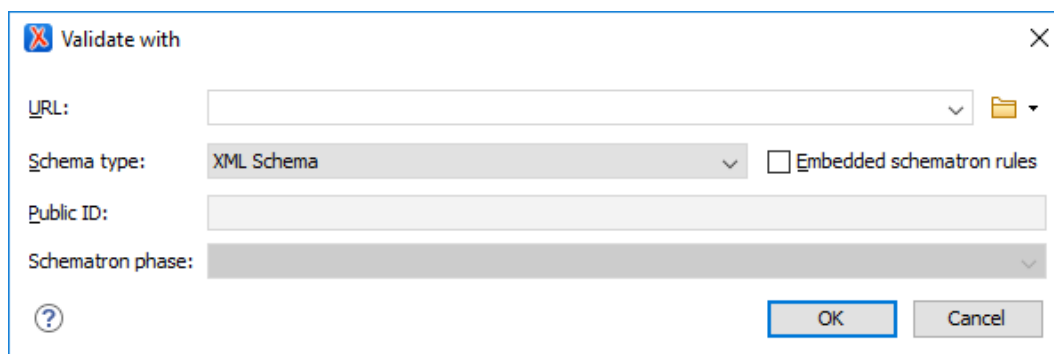 Validate with
URL:
Schema type: XML Schema Embedded schematron rules
Public ID:
Schematron phase:
? OK Cancel